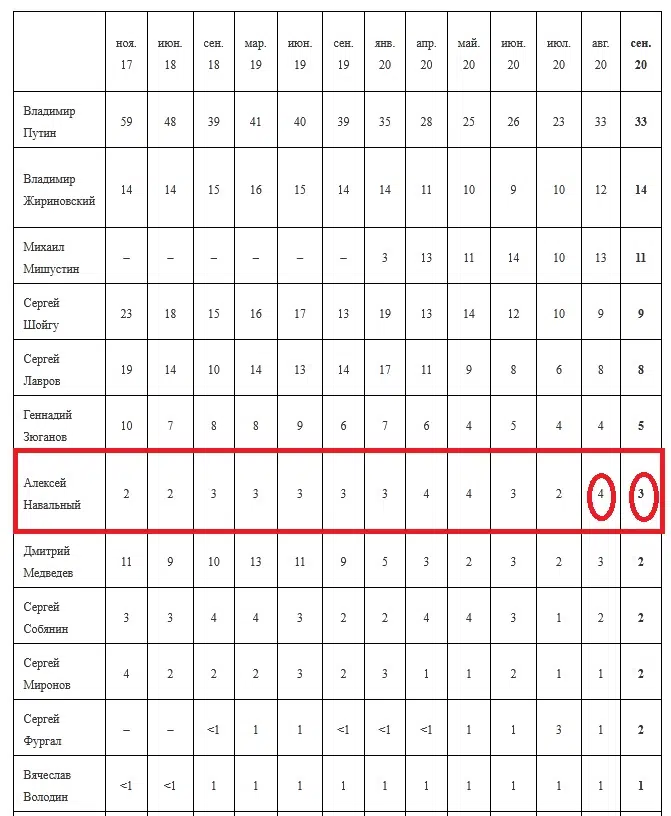 ноя. июн. сен. мар. июн. сен. янв. апр. май. июн. июл. авг. сен.
17 18 18 19 19 19 20 20 20 20 20 20 20
Владимир
Путин 59 48 39 41 40 39 35 28 25 26 23 33 33
Владимир
Жириновский 14 14 15 16 15 14 14 11 10 9 10 12 14
Михаил
Мишустин – – – – – – 3 13 11 14 10 13 11
Сергей
Шойгу 23 18 15 16 17 13 19 13 14 12 10 9 9
Сергей
Лавров 19 14 10 14 13 14 17 11 9 8 6 8 8
Геннадий
Зюганов 10 7 8 8 9 6 7 6 4 5 4 4 5
Алексей
Навальный 2 2 3 3 3 3 3 4 4 3 2 4 3
Дмитрий
Медведев 11 9 10 13 11 9 5 3 2 3 2 3 2
Сергей
Собянин 3 3 4 4 3 2 2 4 4 3 1 2 2
Сергей
Миронов 4 2 2 2 3 2 3 1 1 2 1 1 2
Сергей
Фургал – – <1 1 1 <1 <1 <1 1 1 3 1 2
Вячеслав
Володин <1 <1 1 1 1 1 1 1 1 1 1 1 1